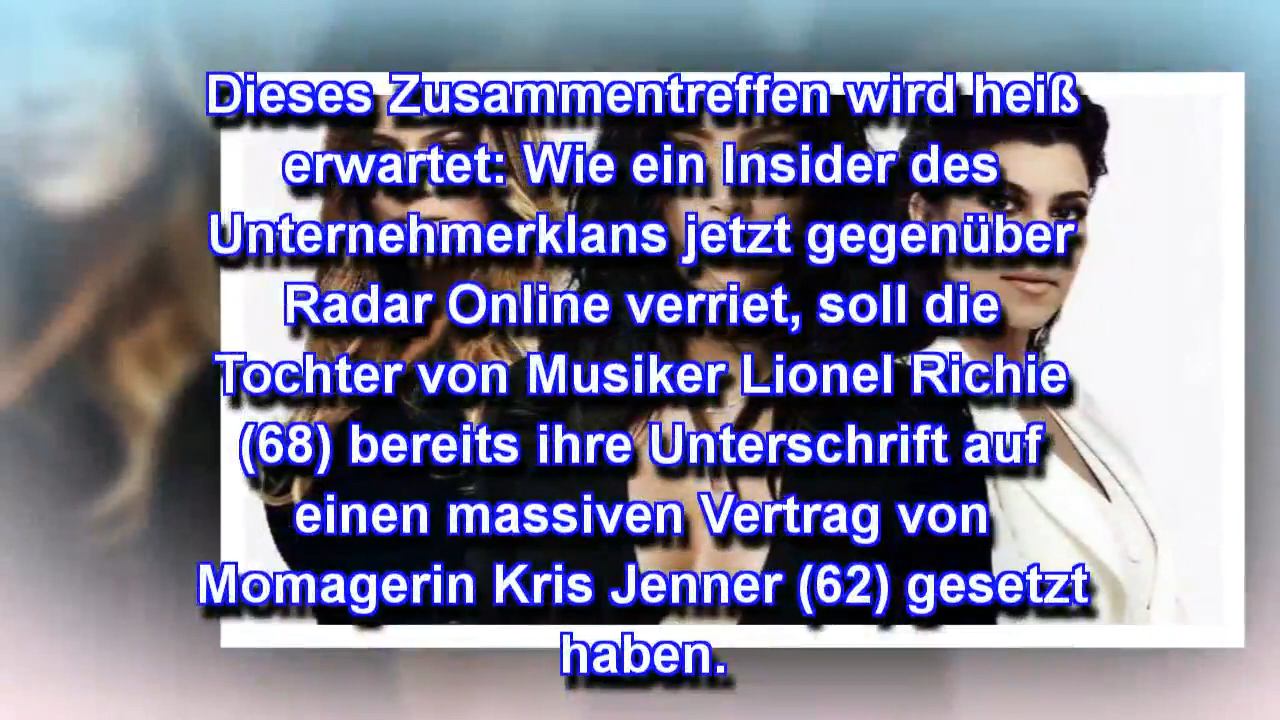 Dieses Zusammentreffen wird heiß
erwartet: Wie ein Insider des
Unternehmerklans jetzt gegenüber
Radar Online verriet, soll die
Tochter von Musiker Lionel Richie
(68) bereits ihre Unterschrift auf
einen massiven Vertrag von
Momagerin Kris Jenner (62) gesetzt
haben.